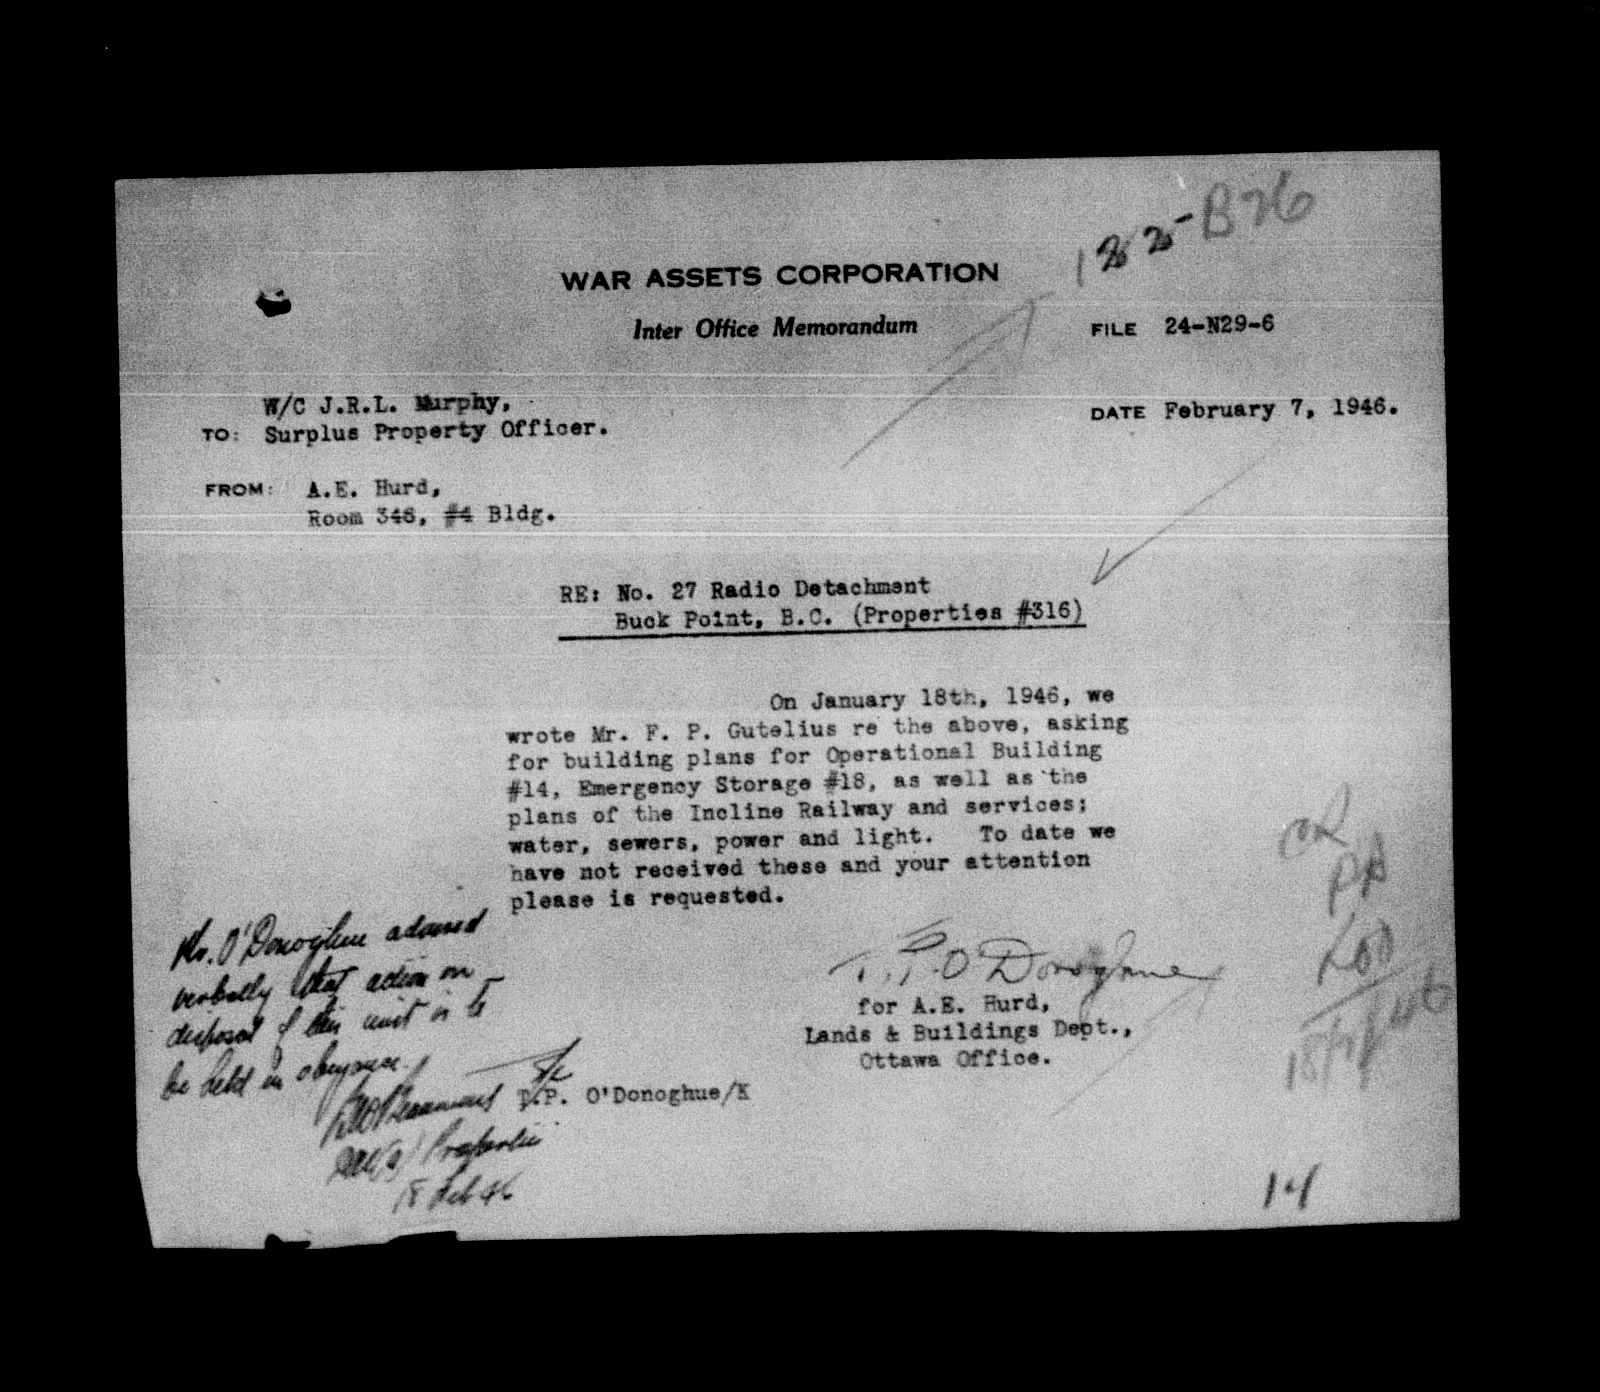 B26
WAR ASSETS CORPORATION
Inter Office Memorandum
FILE 24-N29-6
W/C J.R.L. Murphy,
TO: Surplus Property Officer.
DATE February 7, 1946.
FROM: A.E. Hurd,
Room 346, #4 Bldg.
RE: No. 27 Radio Detachment
Buck Point, B.C. (Properties #316)
On January 18th, 1946, we
wrote Mr. F. P. Gutelius re the above, asking
for building plans for Operational Building
#14, Emergency Storage #18, as well as the
plans of the Incline Railway and services;
water, sewers, power and light. To date we
have not received these and your attention
please is requested.
Mr. O'Donoghue advised
verbally that action on
disposal of this unit is to
be held in abeyance.
Properties
18 Feb 46
O'Donoghue
for A.E. Hurd,
Lands & Buildings Dept.,
Ottawa Office.
P. O'Donoghue/K
PA
14